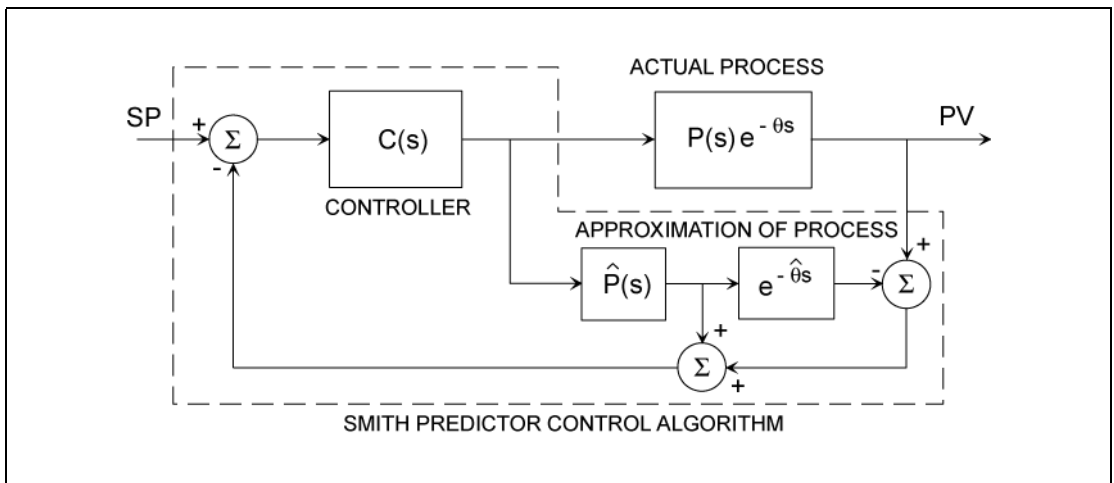 ACTUAL PROCESS
SP
+
Σ
-
C(s)
CONTROLLER
P(s) e^{- θs}
PV
APPROXIMATION OF PROCESS
P̂(s)
e^{- θ̂s}
+
-
Σ
+
Σ
+
SMITH PREDICTOR CONTROL ALGORITHM